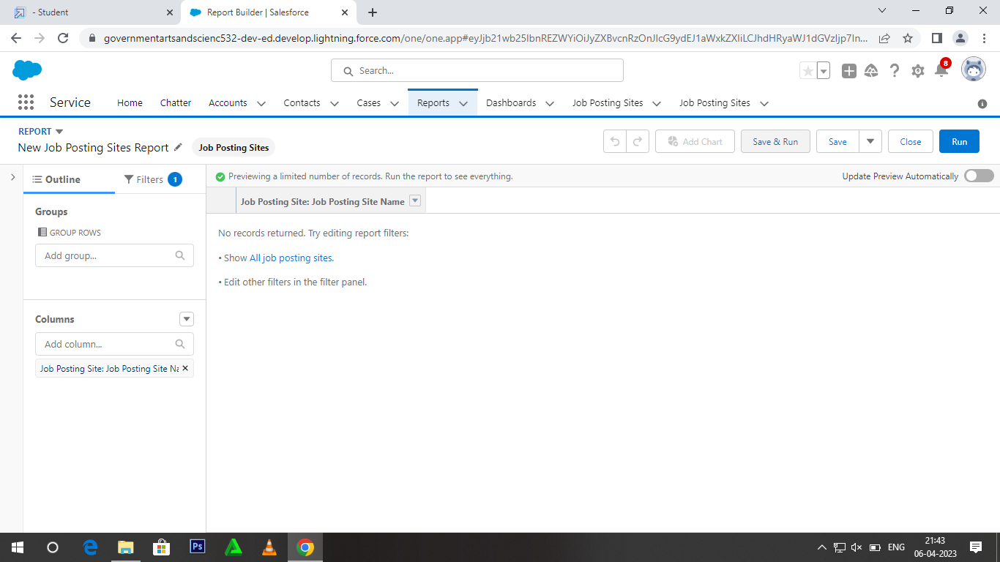 - Student
Report Builder | Salesforce
governmentartsandscienc532-dev-ed.develop.lightning.force.com/one/one.app#eyJjb21wb25lbnREZWYiOiJyZXBvcnRzOnJlcG9ydEJ1aWxkZXIiLCJhdHRyaWJ1dGVzIjp7In...
Search...
8
Service
Home
Chatter
Accounts
Contacts
Cases
Reports
Dashboards
Job Posting Sites
Job Posting Sites
REPORT
New Job Posting Sites Report
Job Posting Sites
Add Chart
Save & Run
Save
Close
Run
Outline
Filters
1
Previewing a limited number of records. Run the report to see everything.
Update Preview Automatically
Groups
GROUP ROWS
Add group...
Columns
Add column...
Job Posting Site: Job Posting Site Na
Job Posting Site: Job Posting Site Name
No records returned. Try editing report filters:
• Show All job posting sites.
• Edit other filters in the filter panel.
Ps
ENG
21:43
06-04-2023